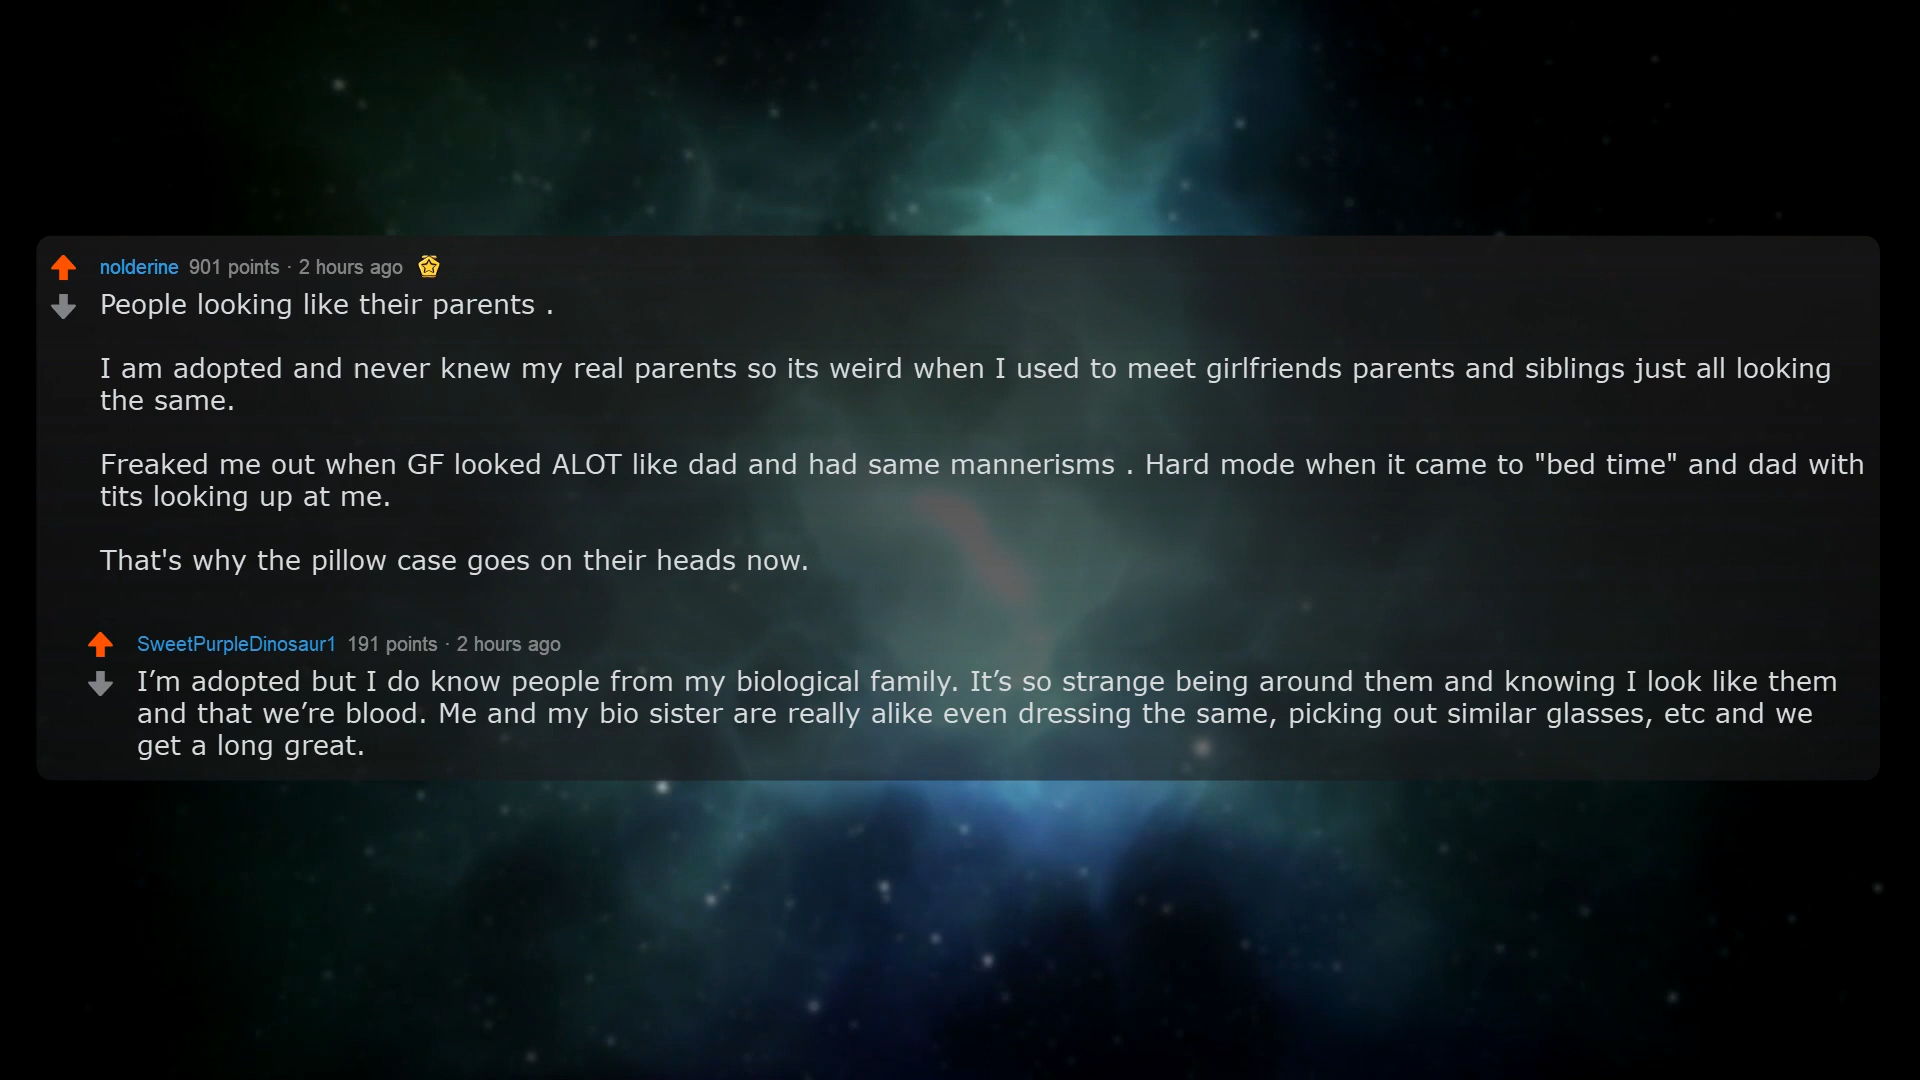 nolderine 901 points · 2 hours ago
People looking like their parents .
I am adopted and never knew my real parents so its weird when I used to meet girlfriends parents and siblings just all looking
the same.
Freaked me out when GF looked ALOT like dad and had same mannerisms . Hard mode when it came to "bed time" and dad with
tits looking up at me.
That's why the pillow case goes on their heads now.
SweetPurpleDinosaur1 191 points · 2 hours ago
I’m adopted but I do know people from my biological family. It’s so strange being around them and knowing I look like them
and that we’re blood. Me and my bio sister are really alike even dressing the same, picking out similar glasses, etc and we
get a long great.